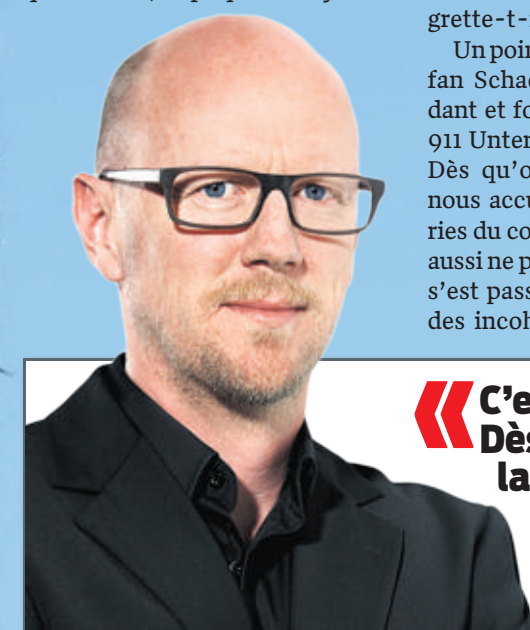 grette-t-
Un poin
fan Schae
dant et fo
911 Unter
Dès qu'o
nous accu
ries du co
aussi ne p
s'est pass
des incoh
« C'e
Dès
la